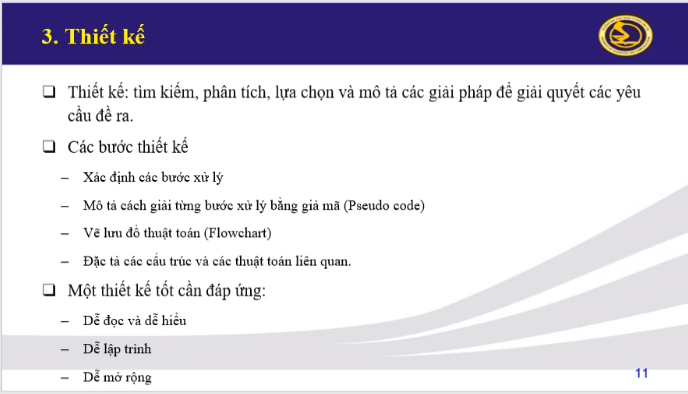 3. Thiết kế
❑ Thiết kế: tìm kiếm, phân tích, lựa chọn và mô tả các giải pháp để giải quyết các yêu
cầu đề ra.
❑ Các bước thiết kế
– Xác định các bước xử lý
– Mô tả cách giải từng bước xử lý bằng giả mã (Pseudo code)
– Vẽ lưu đồ thuật toán (Flowchart)
– Đặc tả các cấu trúc và các thuật toán liên quan.
❑ Một thiết kế tốt cần đáp ứng:
– Dễ đọc và dễ hiểu
– Dễ lập trình
– Dễ mở rộng
11